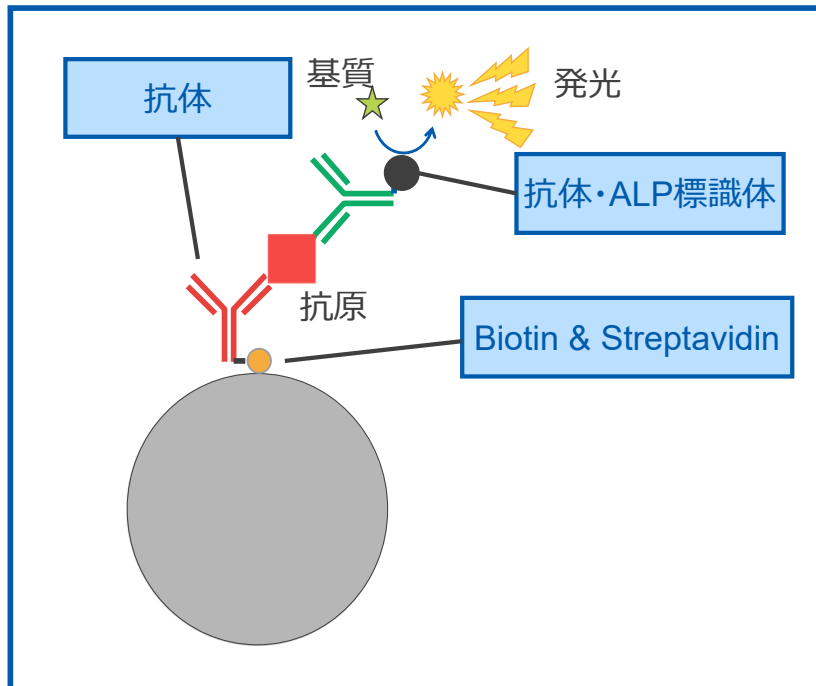 基質
発光
抗体
抗体・ALP標識体
抗原
Biotin & Streptavidin